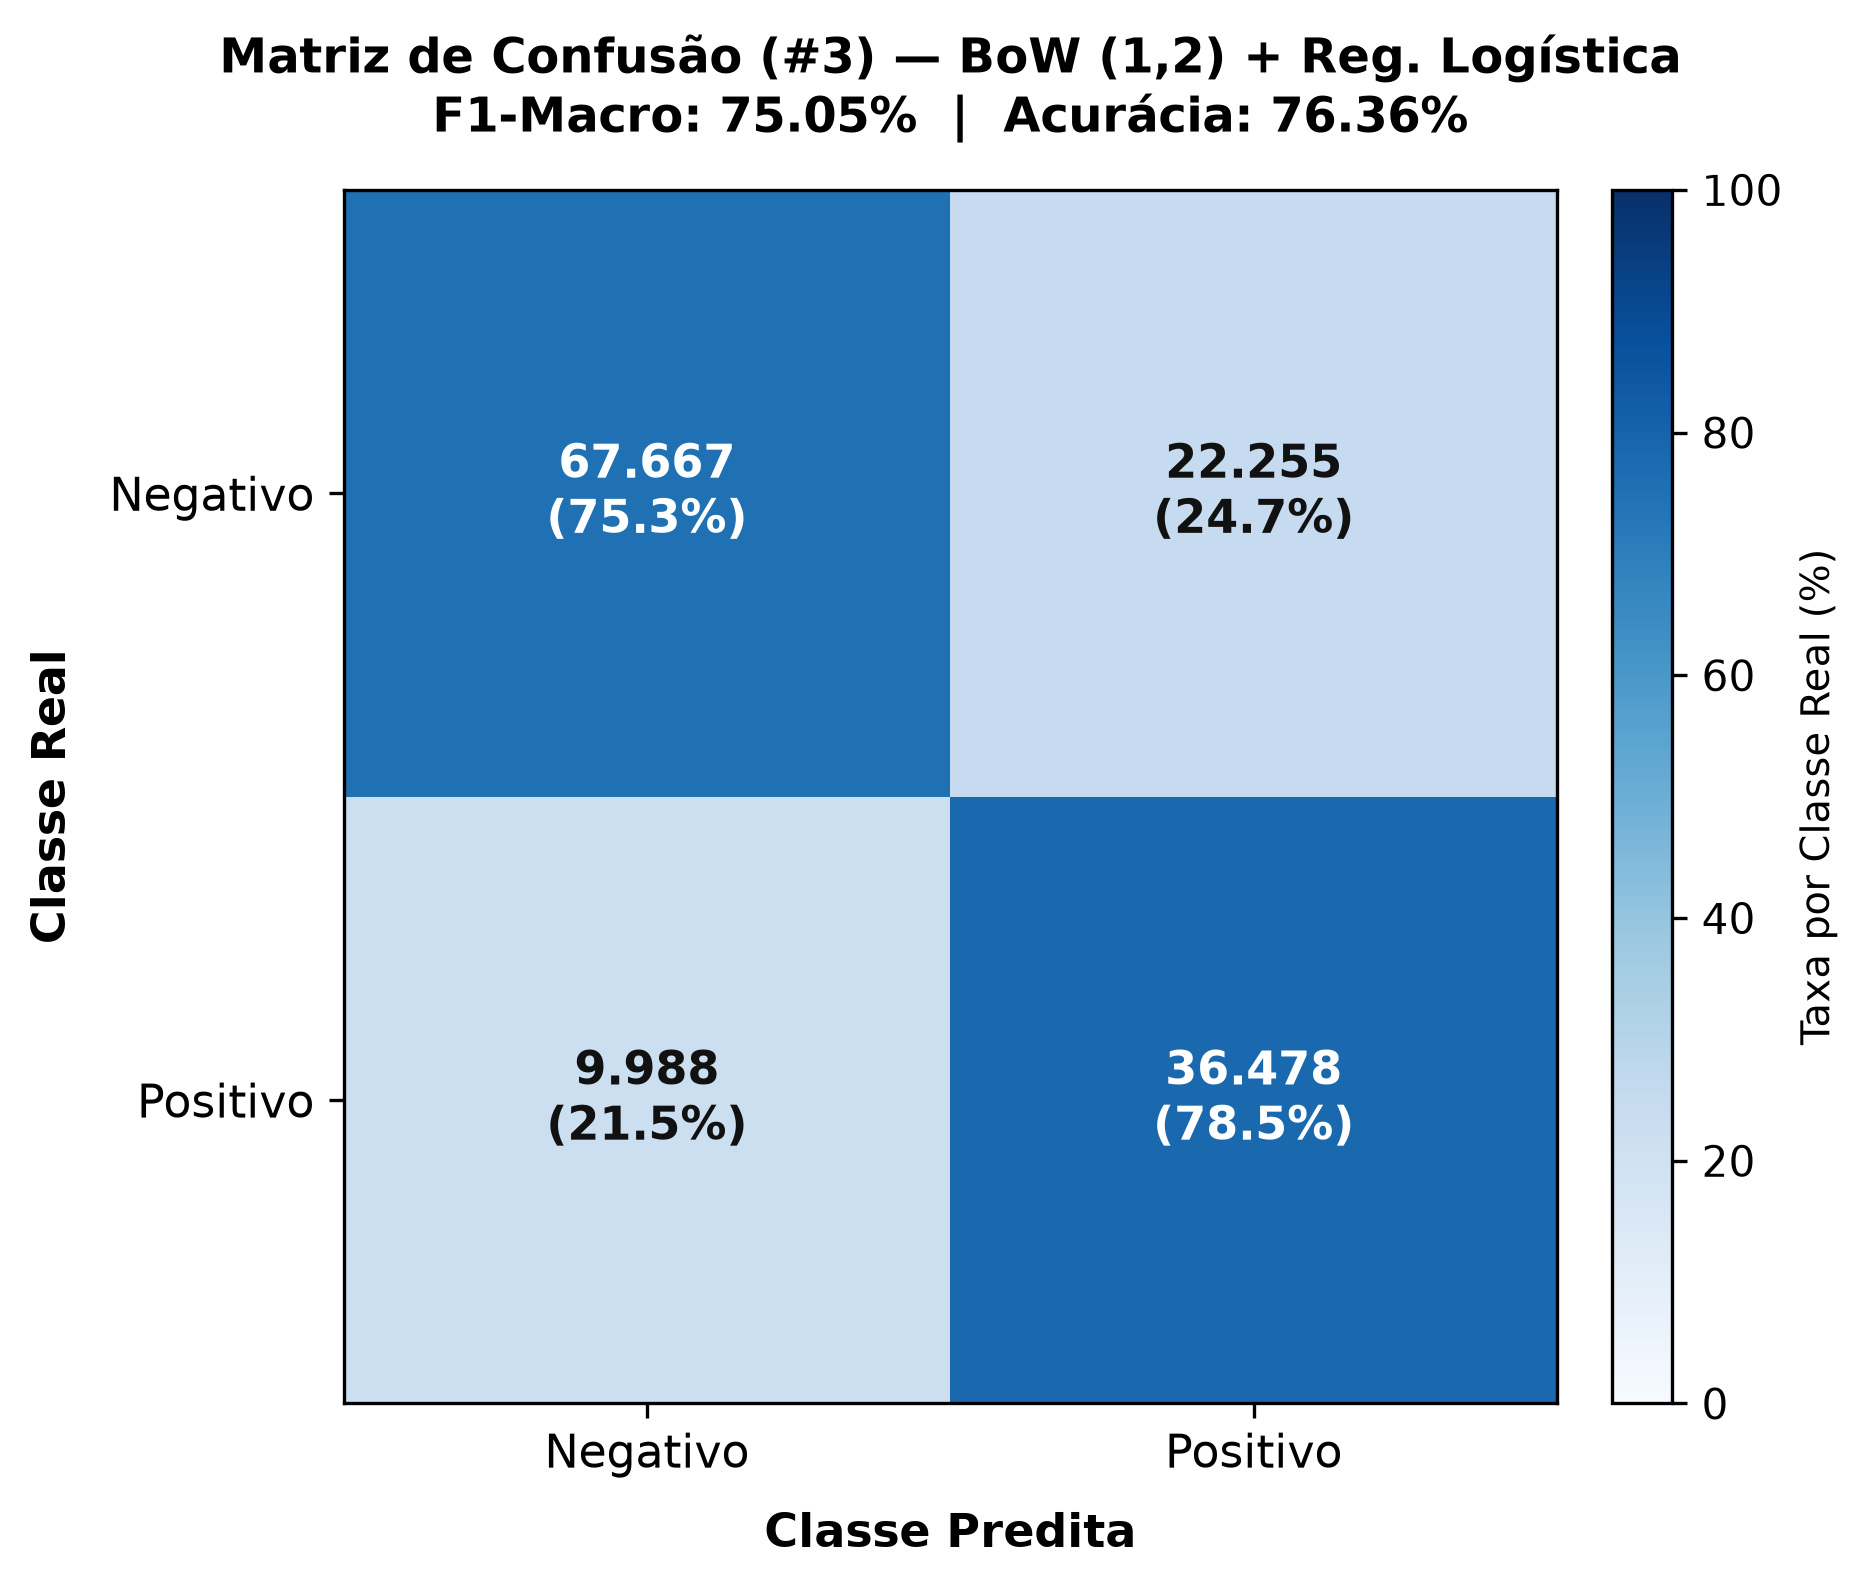 Matriz de Confusão (#3) — BoW (1,2) + Reg. Logística
F1-Macro: 75.05% | Acurácia: 76.36%
Classe Real
Negativo
67.667
(75.3%)
22.255
(24.7%)
Positivo
9.988
(21.5%)
36.478
(78.5%)
Negativo
Positivo
Classe Predita
100
80
60
40
20
0
Taxa por Classe Real (%)